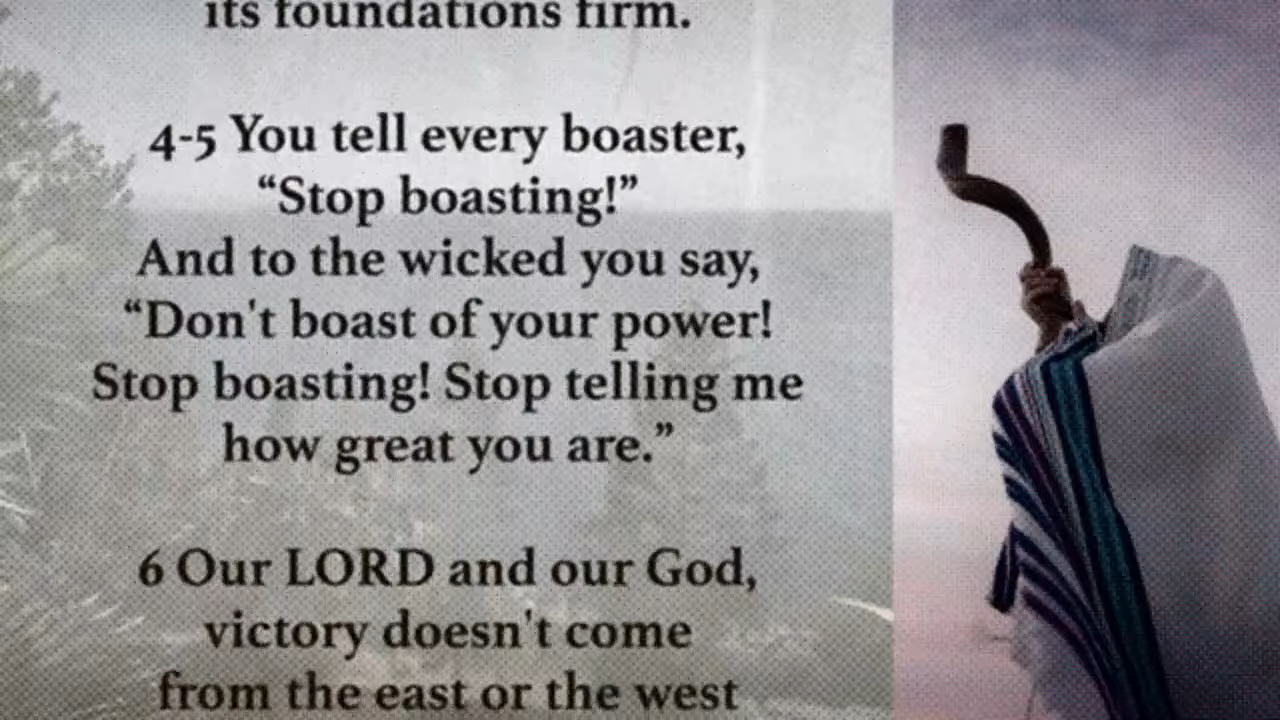 its foundations firm.
4-5 You tell every boaster,
“Stop boasting!”
And to the wicked you say,
“Don't boast of your power!
Stop boasting! Stop telling me
how great you are.”
6 Our LORD and our God,
victory doesn't come
from the east or the west